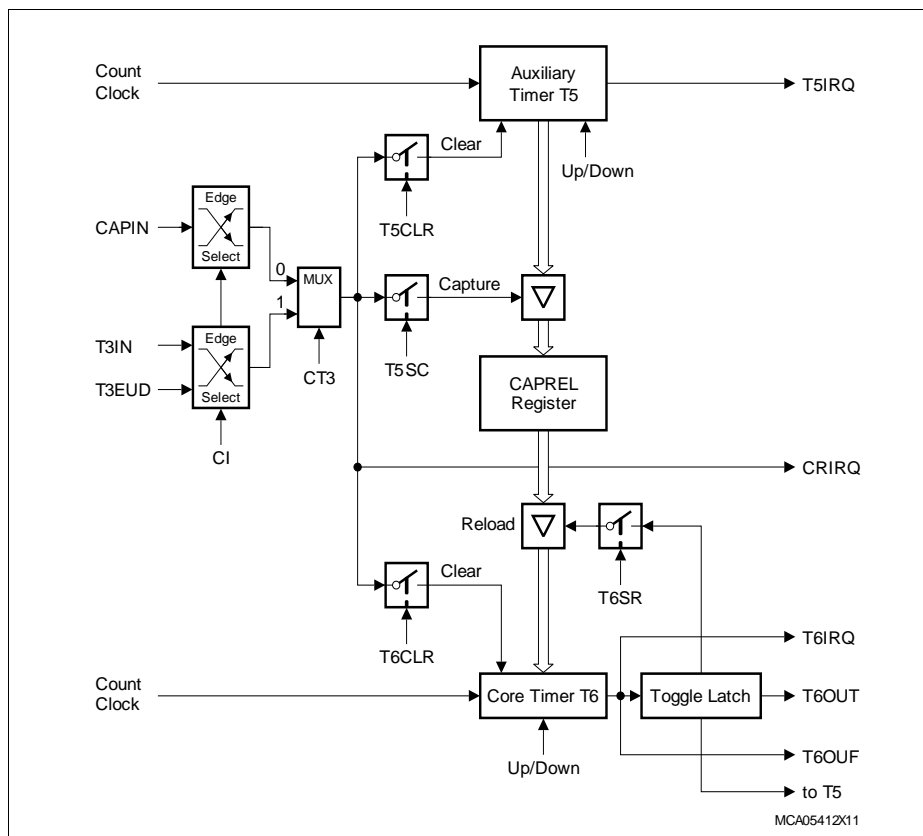 Count
Clock
Auxiliary
Timer T5
T5IRQ
Clear
Up/Down
Edge
Select
CAPIN
T5CLR
0
MUX
Capture
1
T3IN
T3EUD
Edge
Select
CT3
T5SC
CAPREL
Register
CI
CRIRQ
Reload
Clear
T6SR
T6CLR
T6IRQ
Count
Clock
Core Timer T6
Toggle Latch
T6OUT
Up/Down
T6OUF
to T5
MCA05412X11